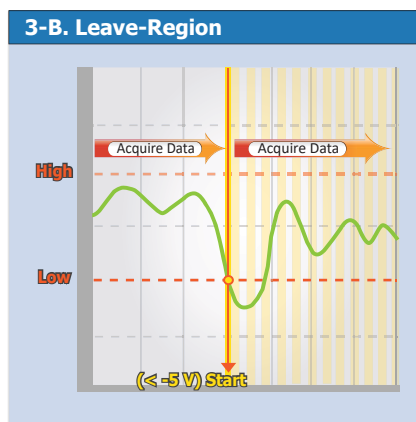 3-B. Leave-Region
Acquire Data
Acquire Data
High
Low
(< -5 V) Start